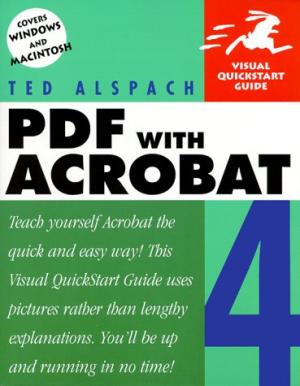 COVERS
WINDOWS
AND
MACINTOSH
VISUAL
QUICKSTART
GUIDE
TED ALSPACH
PDF WITH
ACROBAT
4
Teach yourself Acrobat the
quick and easy way! This
Visual QuickStart Guide uses
pictures rather than lengthy
explanations. You'll be up
and running in no time!